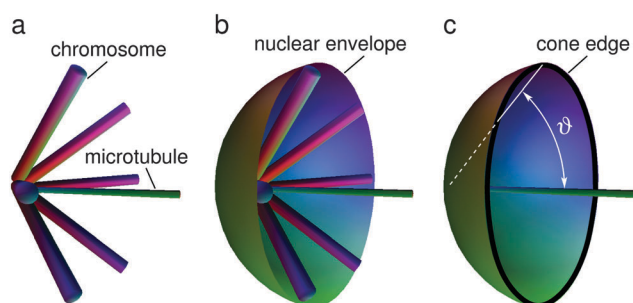 a
b
c
chromosome
nuclear envelope
cone edge
microtubule
ϑ